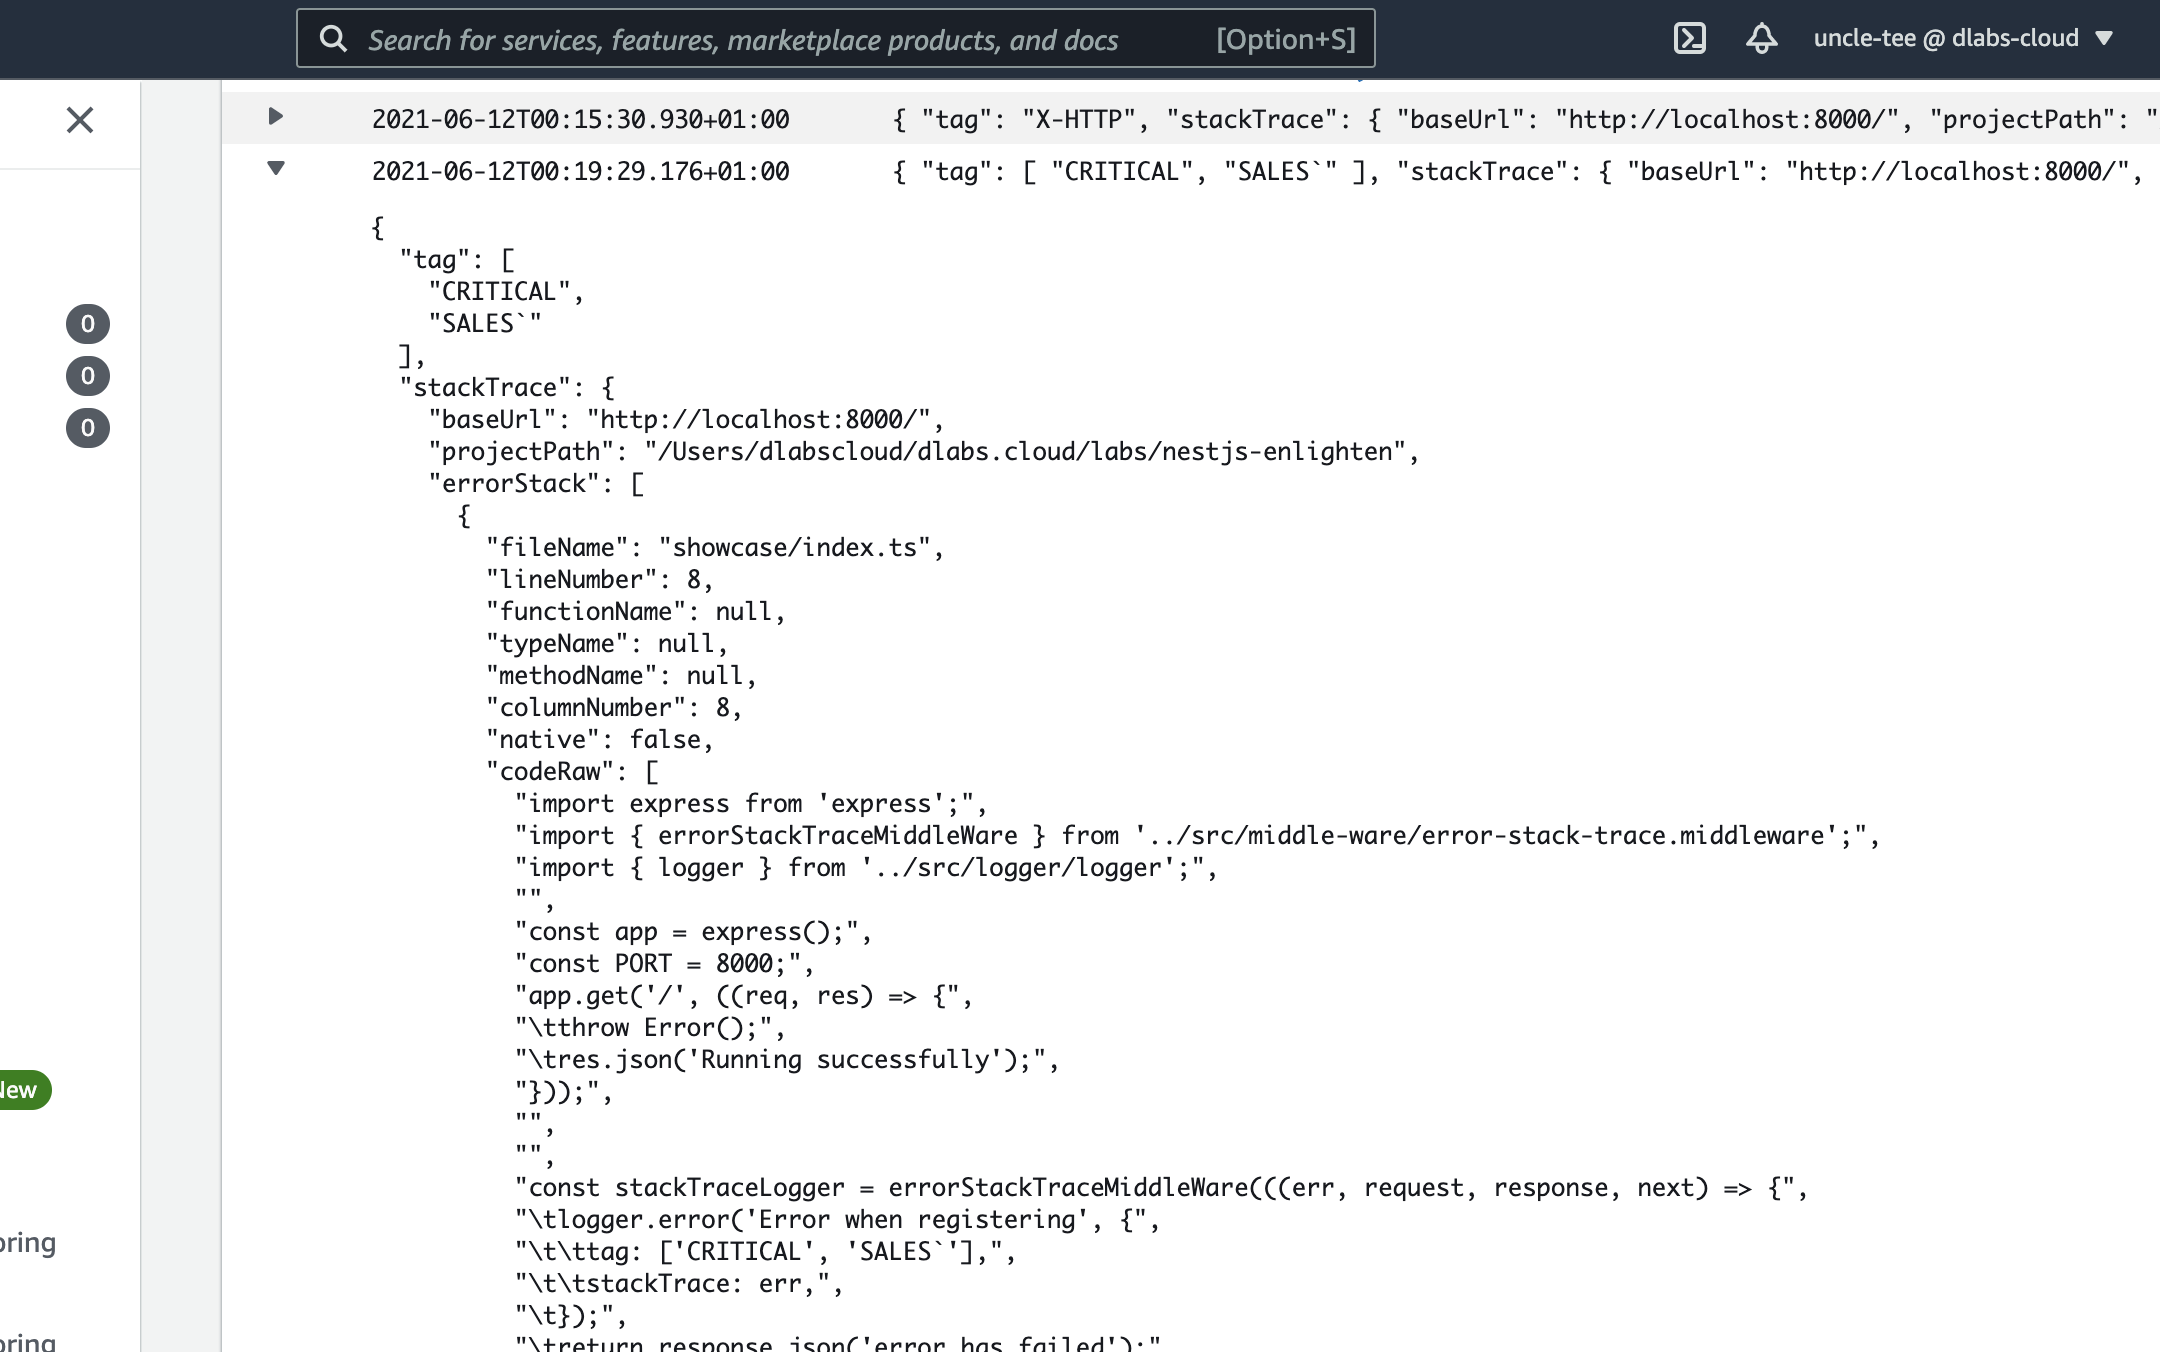 Search for services, features, marketplace products, and docs [Option+S] uncle-tee @ dlabs-cloud
2021-06-12T00:15:30.930+01:00 { "tag": "X-HTTP", "stackTrace": { "baseUrl": "http://localhost:8000/", "projectPath": "
2021-06-12T00:19:29.176+01:00 { "tag": [ "CRITICAL", "SALES`" ], "stackTrace": { "baseUrl": "http://localhost:8000/",
{
"tag": [
"CRITICAL",
"SALES`"
],
"stackTrace": {
"baseUrl": "http://localhost:8000/",
"projectPath": "/Users/dlabscloud/dlabs.cloud/labs/nestjs-enlighten",
"errorStack": [
{
"fileName": "showcase/index.ts",
"lineNumber": 8,
"functionName": null,
"typeName": null,
"methodName": null,
"columnNumber": 8,
"native": false,
"codeRaw": [
"import express from 'express';",
"import { errorStackTraceMiddleWare } from '../src/middle-ware/error-stack-trace.middleware';",
"import { logger } from '../src/logger/logger';",
"",
"const app = express();",
"const PORT = 8000;",
"app.get('/', ((req, res) => {",
"\tthrow Error();",
"\tres.json('Running successfully');",
"}));",
"",
"",
"const stackTraceLogger = errorStackTraceMiddleWare(((err, request, response, next) => {",
"\tlogger.error('Error when registering', {",
"\t\ttag: ['CRITICAL', 'SALES`'],",
"\t\tstackTrace: err,",
"\t});",
"\treturn response.json('error has failed');"
0
0
0
New
oring
oring